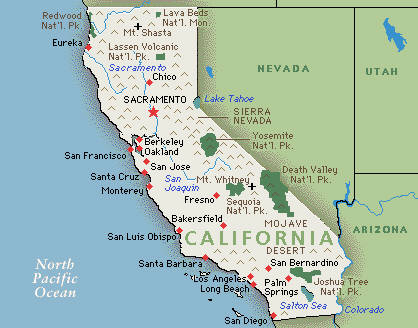 Redwood
Nat'l. Pk.
Lava Beds
Nat'l. Mon.
Mt. Shasta
Eureka
Lassen Volcanic
Nat'l. Pk.
Sacramento
Chico
NEVADA
UTAH
SACRAMENTO
Lake Tahoe
SIERRA
NEVADA
Berkeley
Oakland
Yosemite
Nat'l. Pk.
San Francisco
San Jose
Santa Cruz
San
Joaquin
Mt. Whitney
Death Valley
Nat'l. Pk.
Monterey
Fresno
Sequoia
Nat'l. Pk.
MOJAVE
Bakersfield
ARIZONA
San Luis Obispo
CALIFORNIA
DESERT
Santa Barbara
San Bernardino
North
Pacific
Ocean
Los Angeles
Long Beach
Palm
Springs
Joshua Tree
Nat'l. Pk.
Salton Sea
Colorado
San Diego